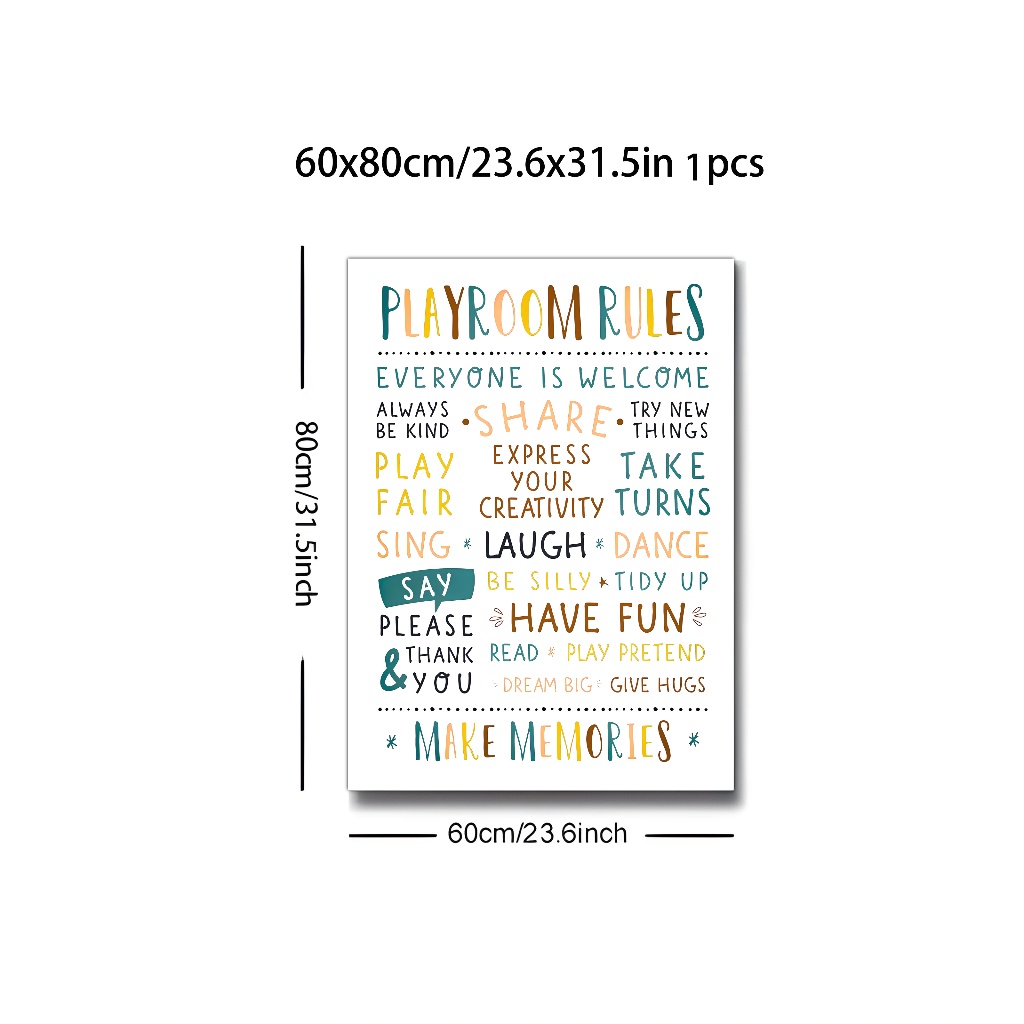 60x80cm/23.6x31.5in 1pcs
PLAYROOM RULES
EVERYONE IS WELCOME
ALWAYS
BE KIND
SHARE
TRY NEW
THINGS
PLAY
FAIR
EXPRESS
YOUR
CREATIVITY
TAKE
TURNS
SING * LAUGH * DANCE
SAY
PLEASE
& THANK
YOU
BE SILLY TIDY UP
HAVE FUN
READ * PLAY PRETEND
DREAM BIG GIVE HUGS
* MAKE MEMORIES *
80cm/31.5inch
60cm/23.6inch